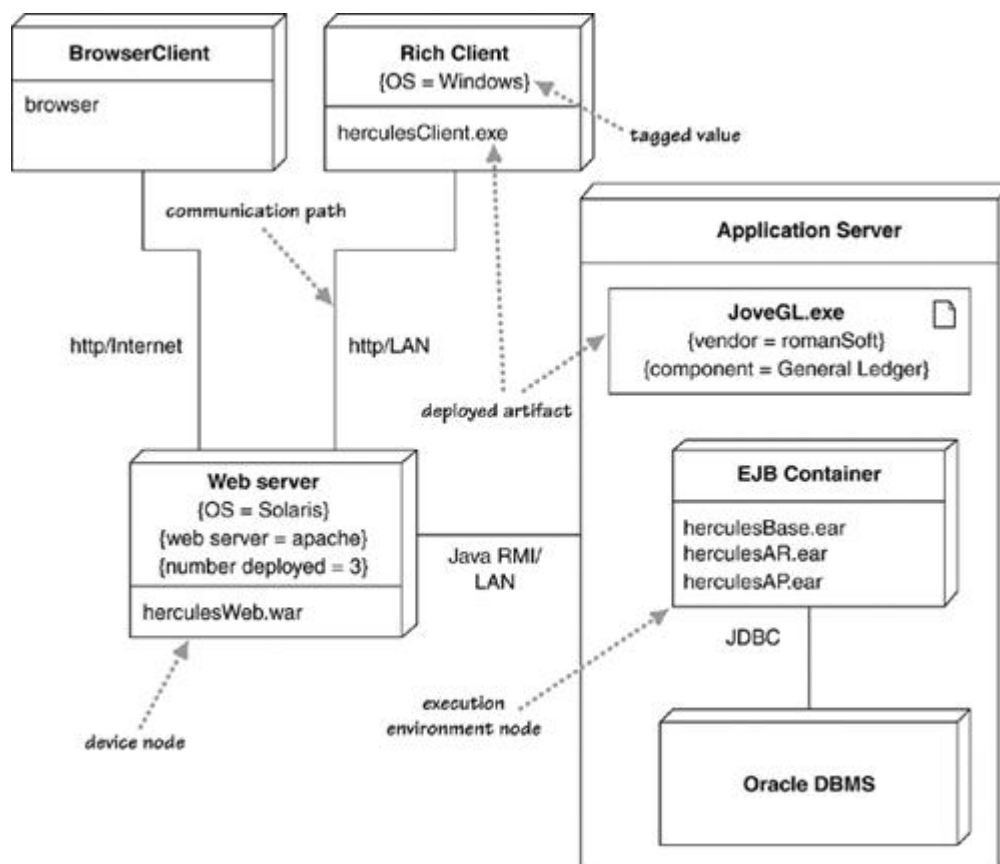 BrowserClient
browser
Rich Client
{OS = Windows}
herculesClient.exe
tagged value
communication path
Application Server
JoveGL.exe
{vendor = romanSoft}
{component = General Ledger}
http/Internet
http/LAN
deployed artifact
Web server
{OS = Solaris}
{web server = apache}
{number deployed = 3}
herculesWeb.war
Java RMI/
LAN
EJB Container
herculesBase.ear
herculesAR.ear
herculesAP.ear
JDBC
execution
environment node
device node
Oracle DBMS